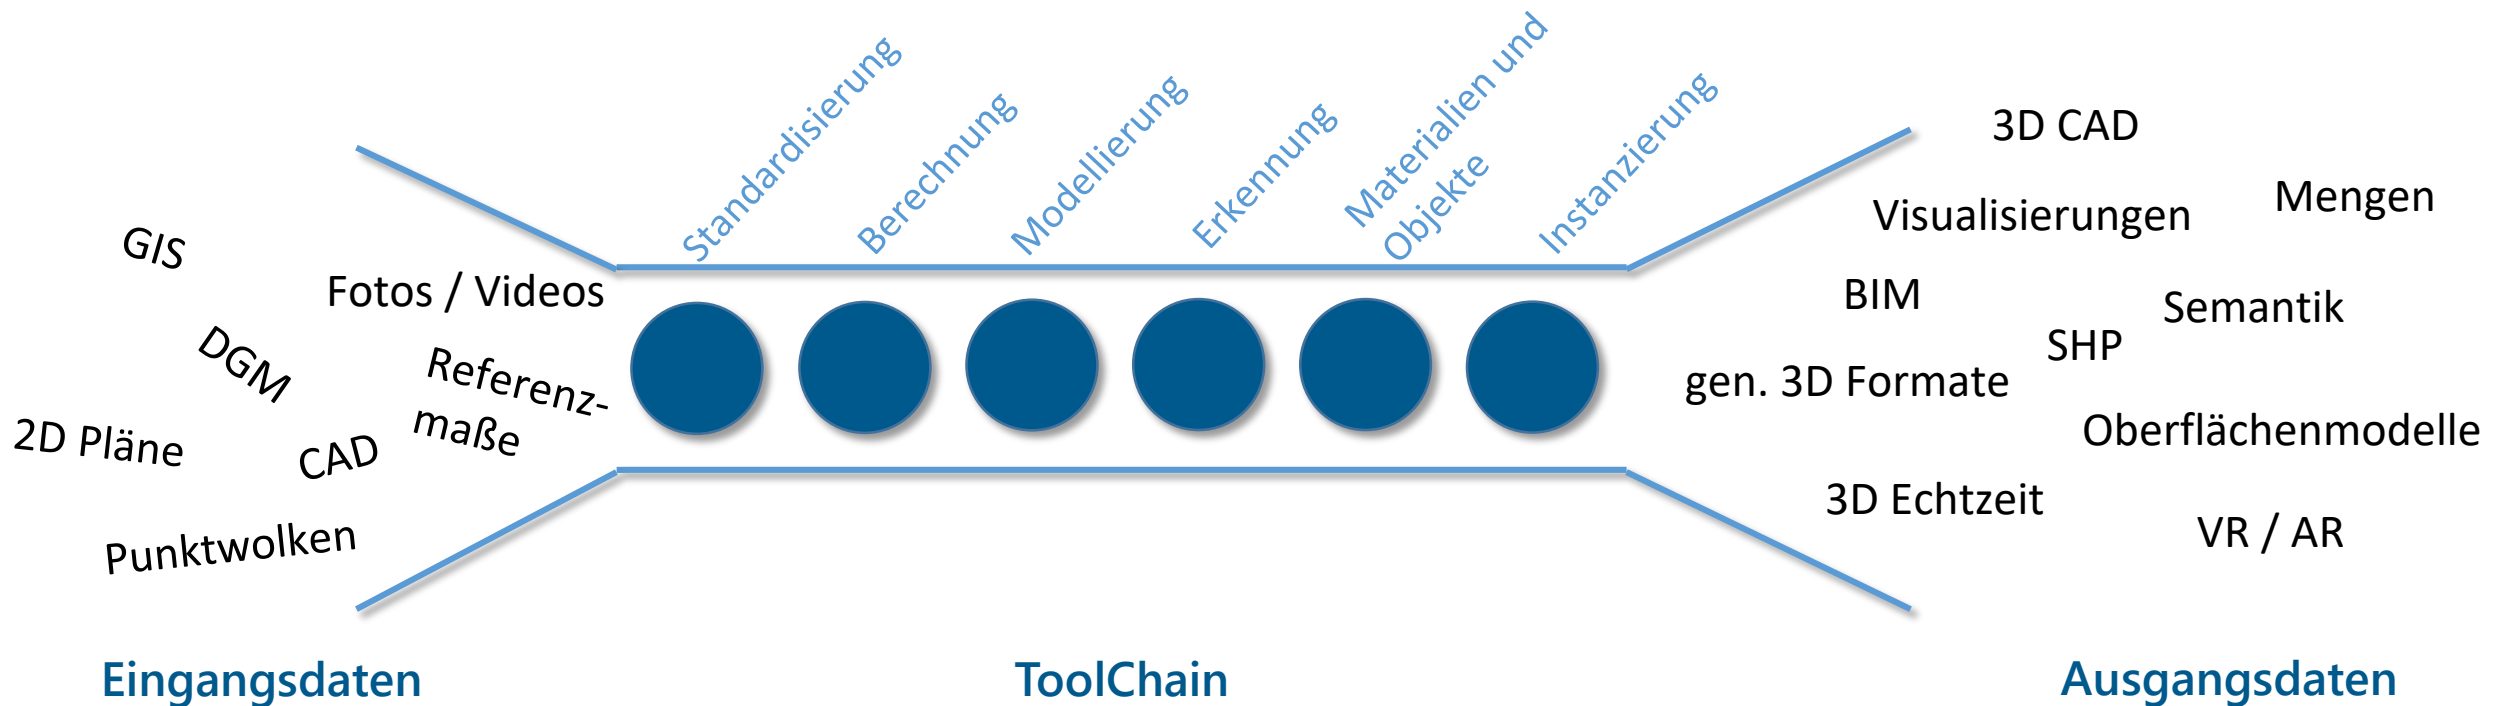 GIS
Fotos / Videos
DGM
Referenz-
maße
2D Pläne
CAD
Punktwolken
Eingangsdaten
Standardisierung
Berechnung
Modellierung
Erkennung
Materialien und
Objekte
Instanzierung
ToolChain
3D CAD
Mengen
Visualisierungen
BIM
Semantik
SHP
gen. 3D Formate
Oberflächenmodelle
3D Echtzeit
VR / AR
Ausgangsdaten